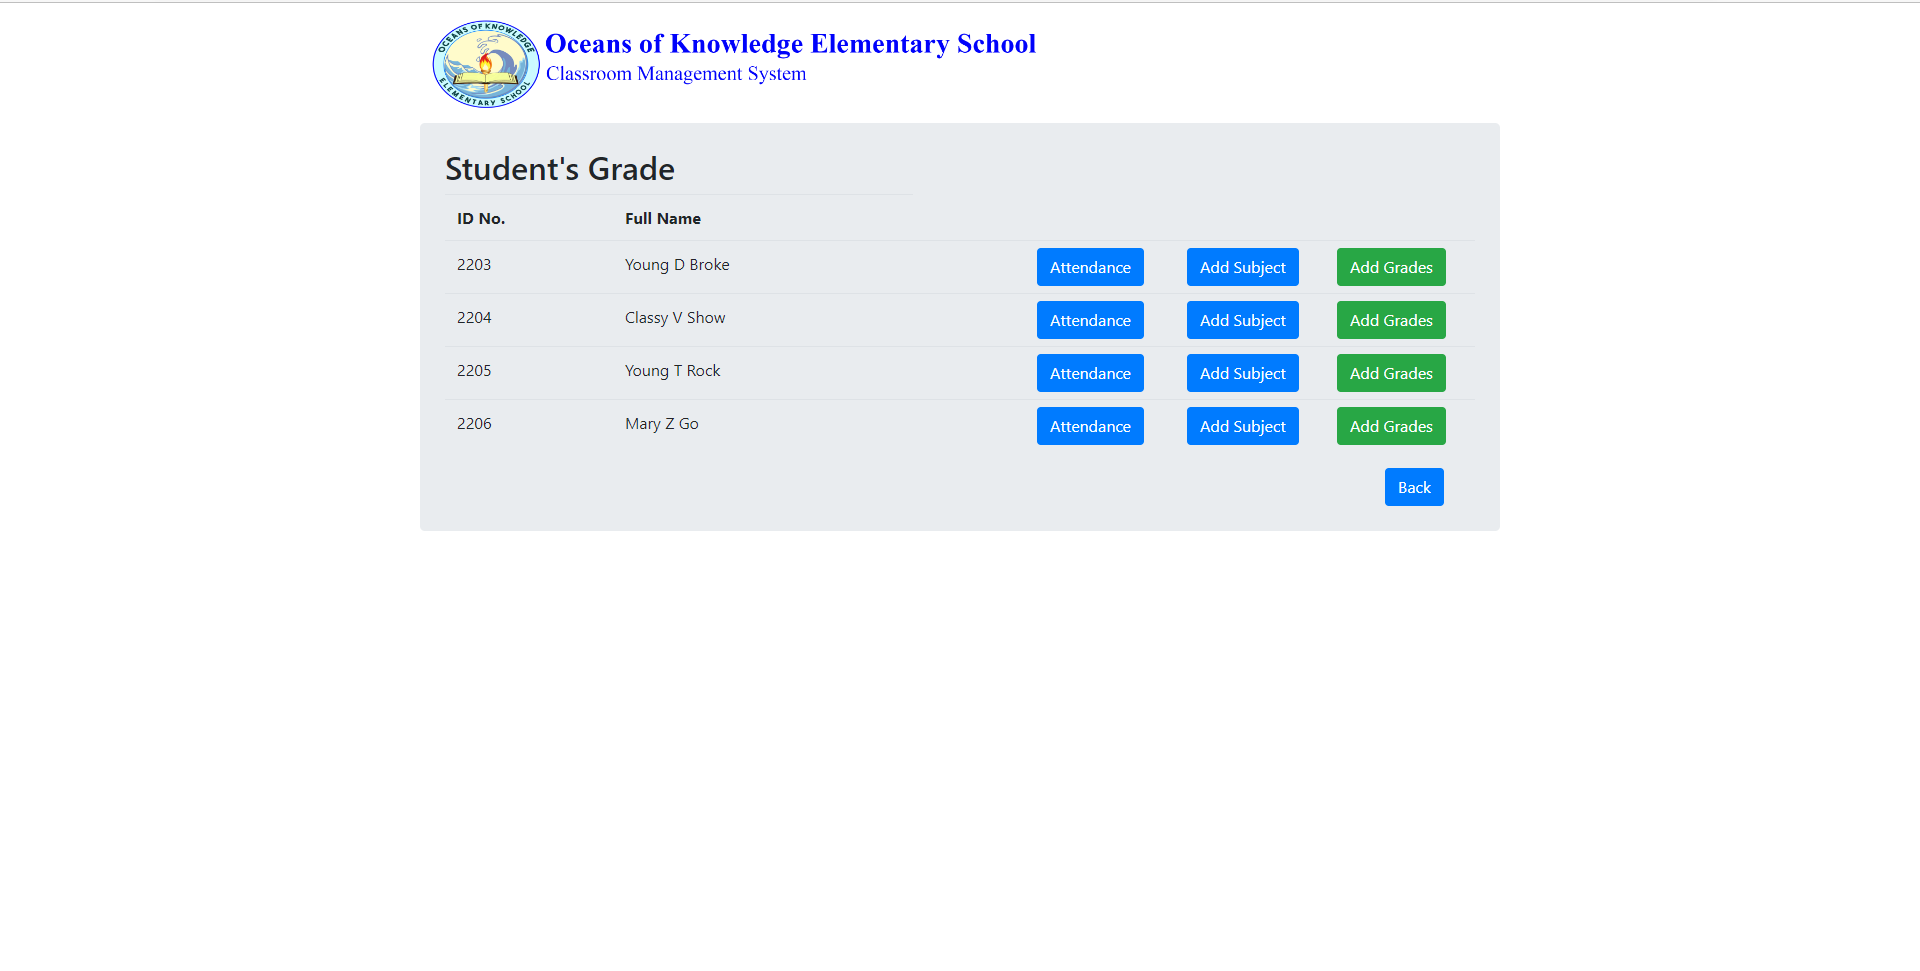 OCEANS OF KNOWLEDGE
ELEMENTARY SCHOOL
Oceans of Knowledge Elementary School
Classroom Management System
Student's Grade
ID No. Full Name
2203 Young D Broke Attendance Add Subject Add Grades
2204 Classy V Show Attendance Add Subject Add Grades
2205 Young T Rock Attendance Add Subject Add Grades
2206 Mary Z Go Attendance Add Subject Add Grades
Back